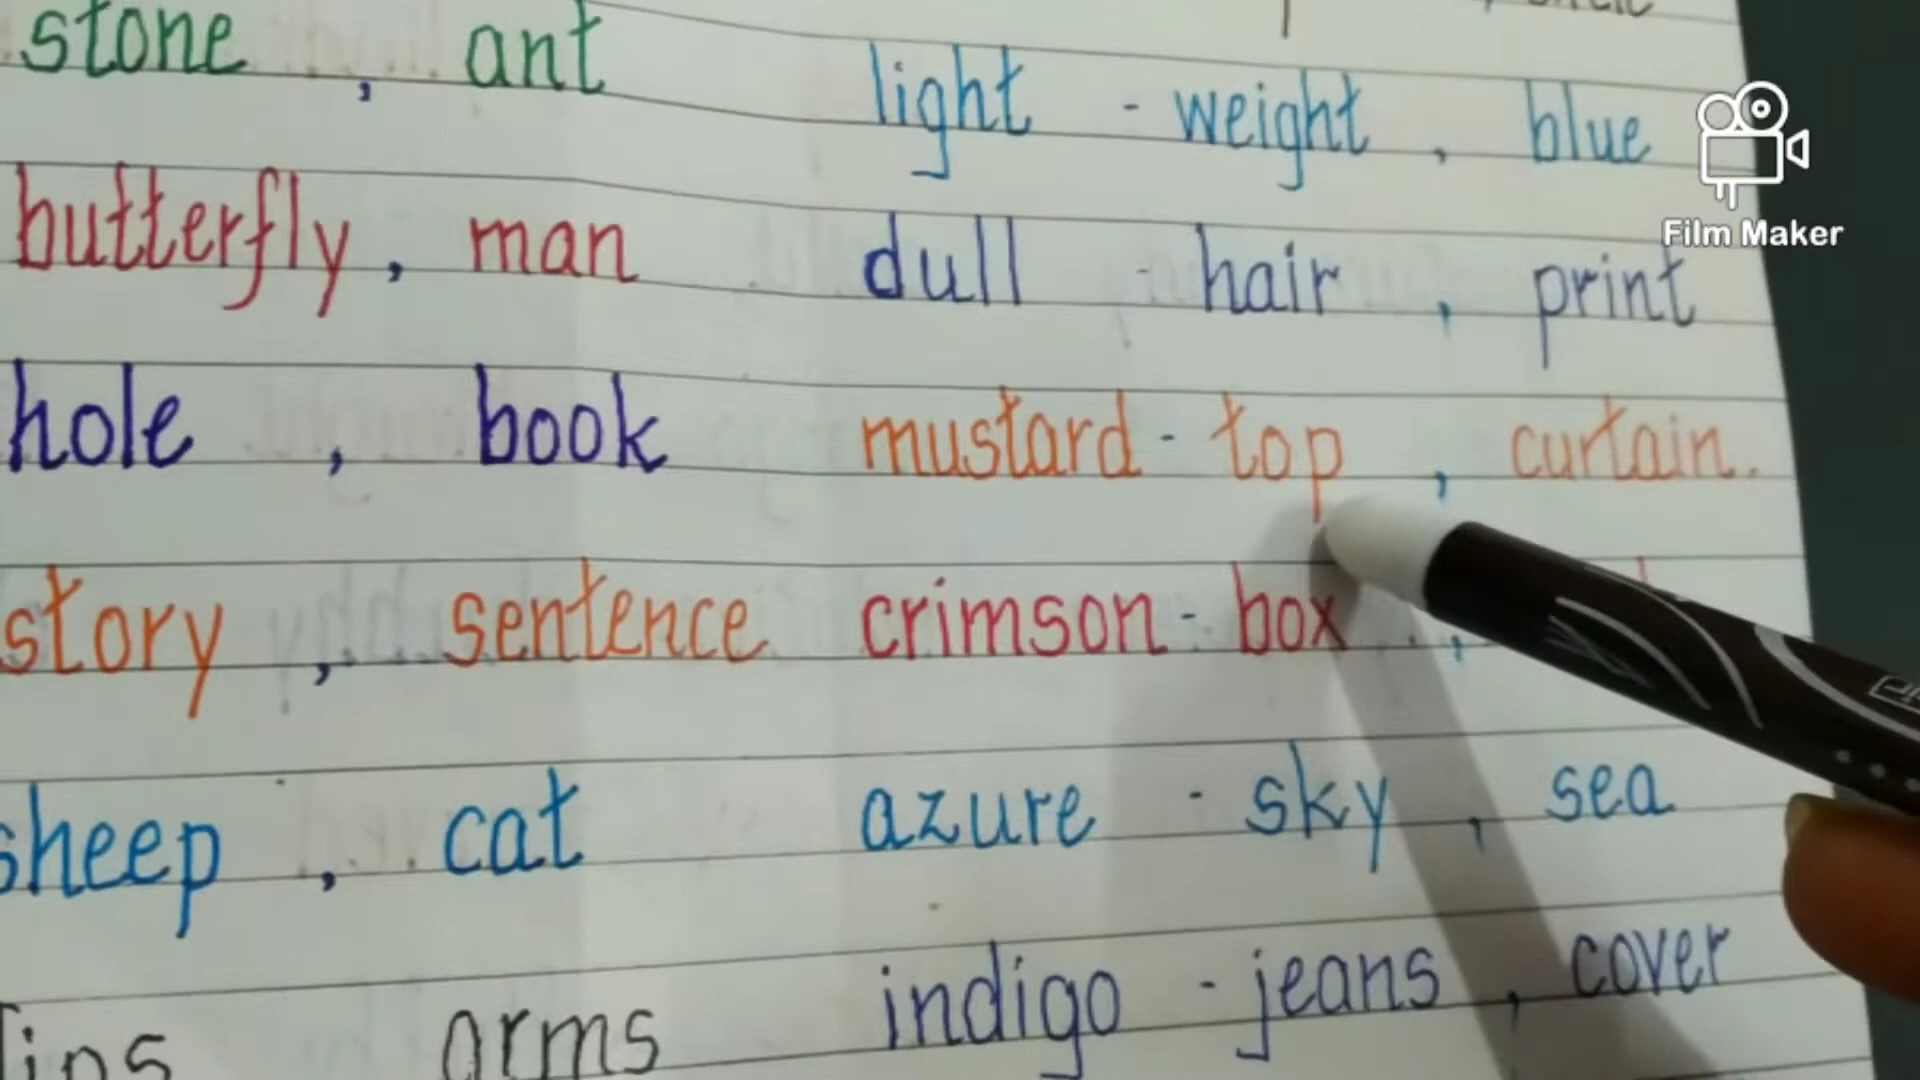 stone , ant light - weight , blue
butterfly , man dull - hair , print
hole , book mustard - top , curtain.
story , sentence crimson - box ,
sheep , cat azure - sky , sea
arms indigo - jeans , cover
Film Maker